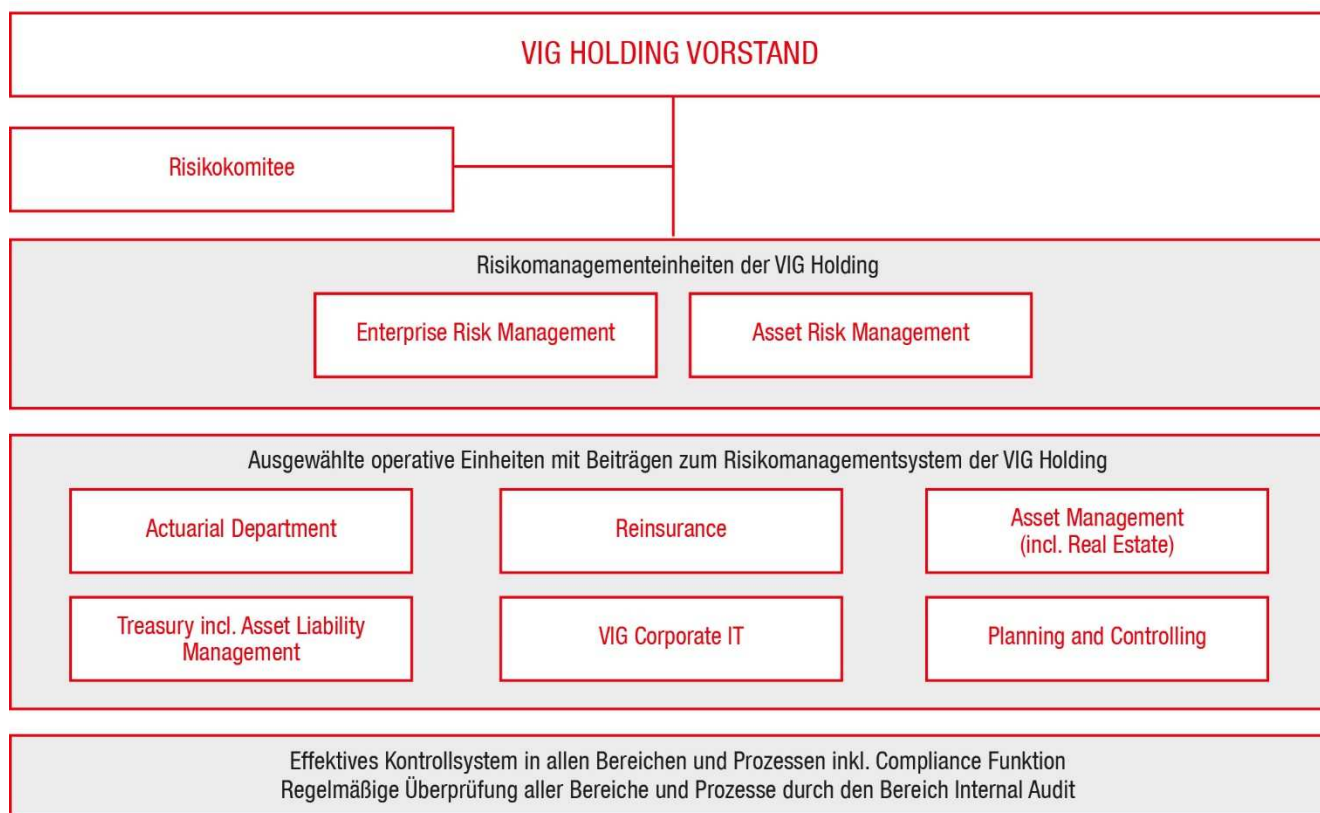 VIG HOLDING VORSTAND
Risikokomitee
Risikomanagementeinheiten der VIG Holding
Enterprise Risk Management
Asset Risk Management
Ausgewählte operative Einheiten mit Beiträgen zum Risikomanagementsystem der VIG Holding
Actuarial Department
Reinsurance
Asset Management
(incl. Real Estate)
Treasury incl. Asset Liability
Management
VIG Corporate IT
Planning and Controlling
Effektives Kontrollsystem in allen Bereichen und Prozessen inkl. Compliance Funktion
Regelmäßige Überprüfung aller Bereiche und Prozesse durch den Bereich Internal Audit